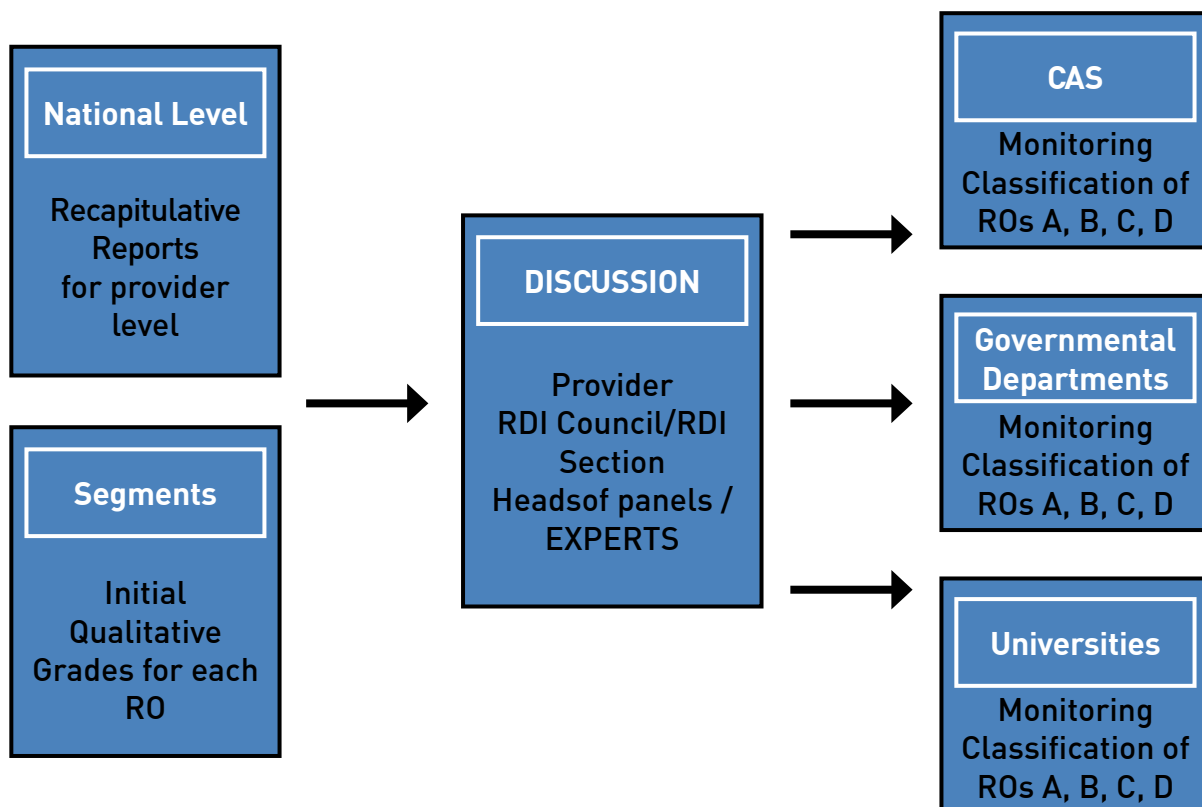 National Level
Recapitulative
Reports
for provider
level
Segments
Initial
Qualitative
Grades for each
RO
DISCUSSION
Provider
RDI Council/RDI
Section
Headsof panels /
EXPERTS
CAS
Monitoring
Classification of
ROs A, B, C, D
Governmental
Departments
Monitoring
Classification of
ROs A, B, C, D
Universities
Monitoring
Classification of
ROs A, B, C, D